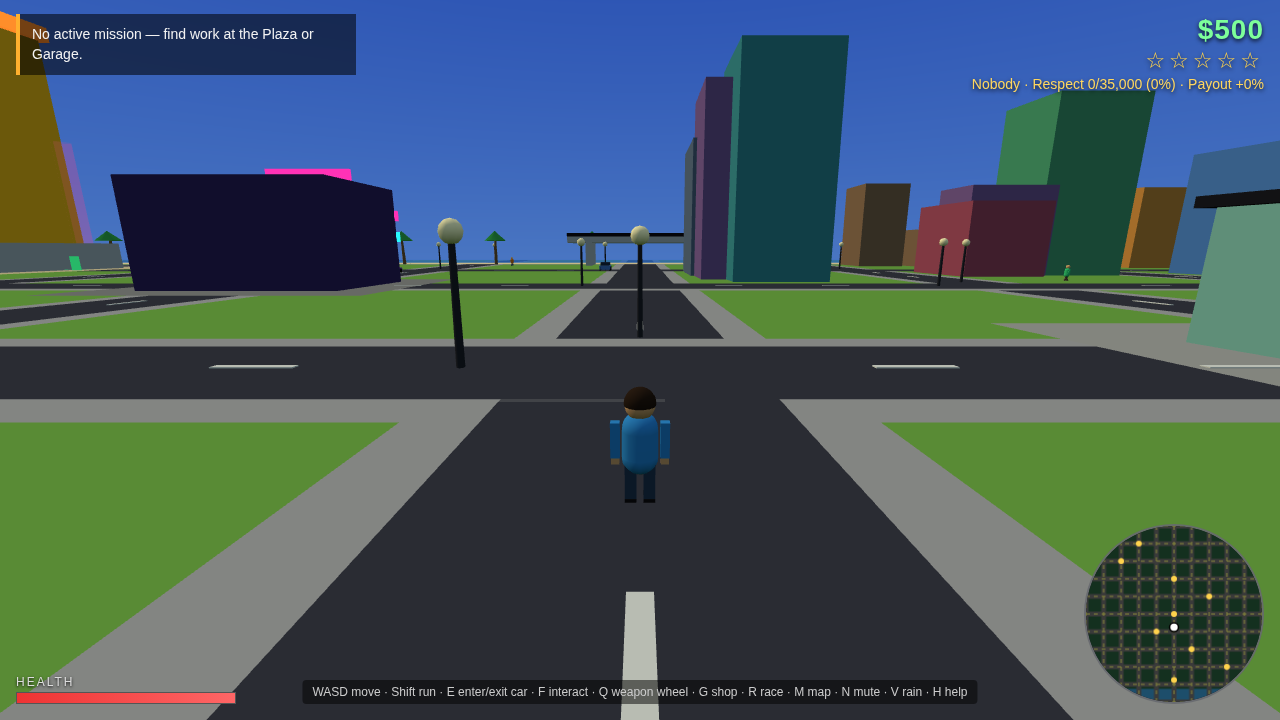 No active mission — find work at the Plaza or
Garage.
$500
☆☆☆☆☆
Nobody · Respect 0/35,000 (0%) · Payout +0%
HEALTH
WASD move · Shift run · E enter/exit car · F interact · Q weapon wheel · G shop · R race · M map · N mute · V rain · H help